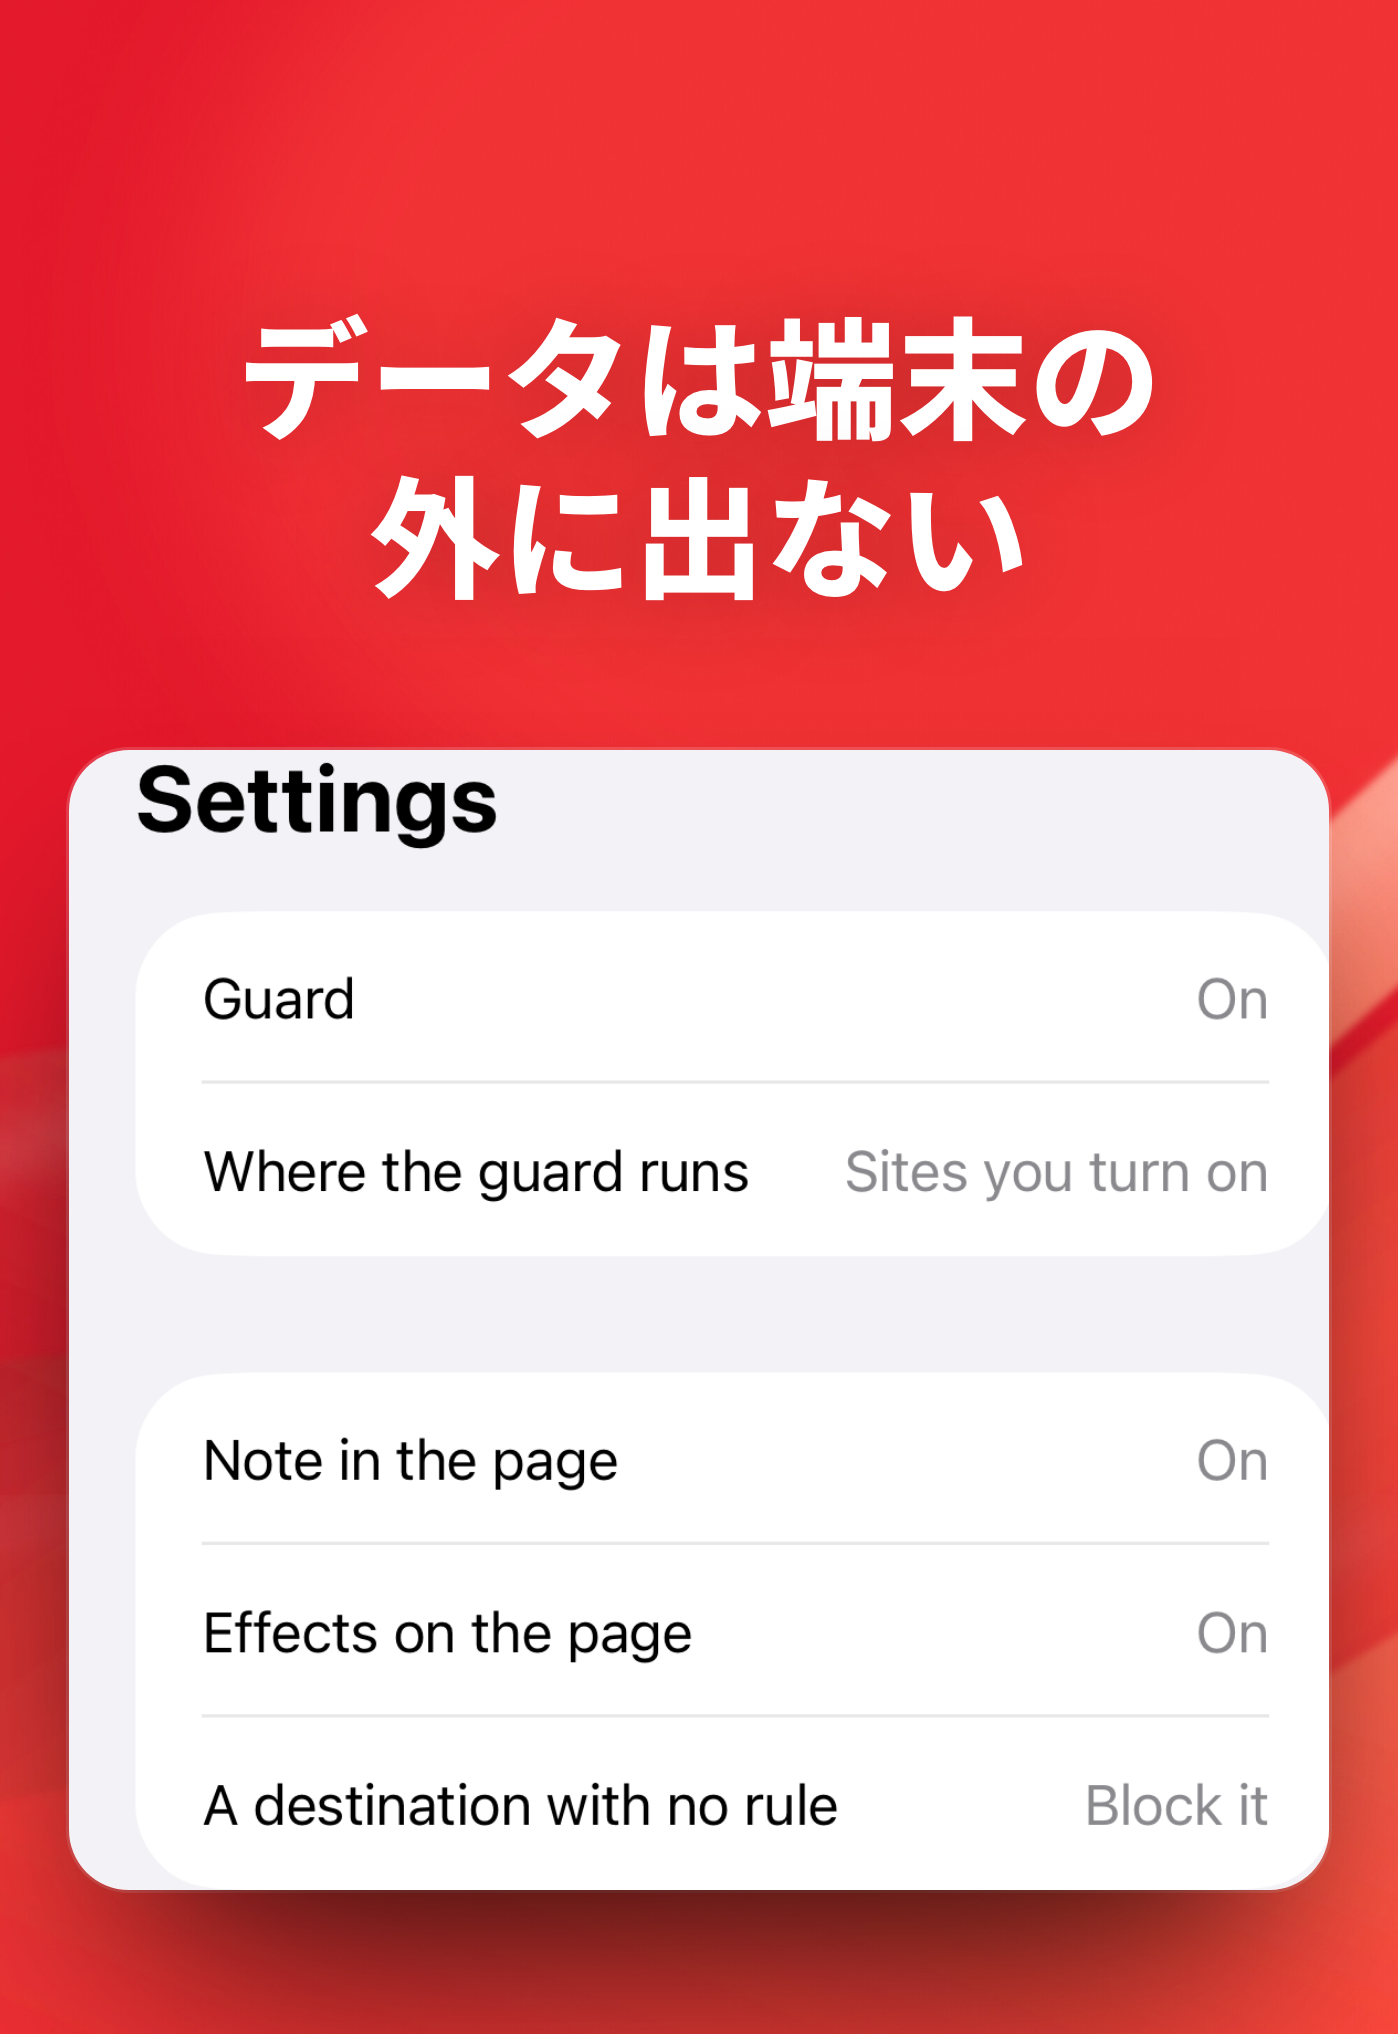 データは端末の
外に出ない
Settings
Guard On
Where the guard runs Sites you turn on
Note in the page On
Effects on the page On
A destination with no rule Block it